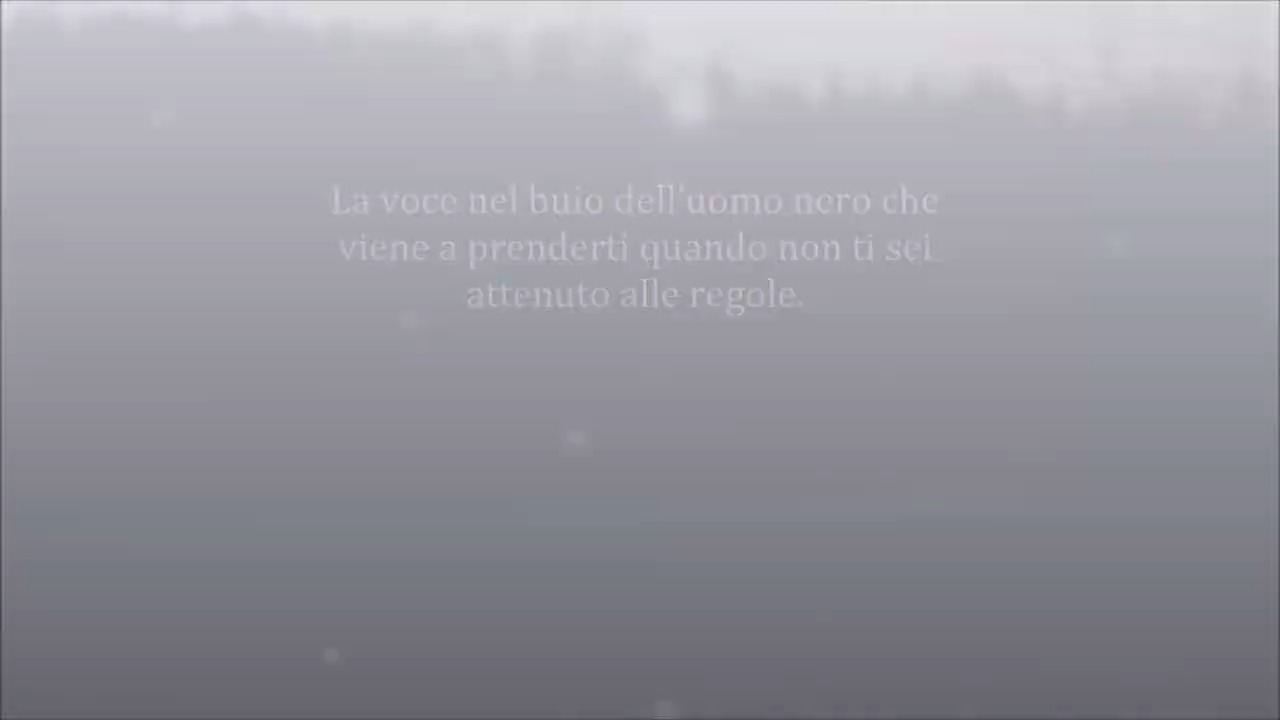 La voce nel buio dell'uomo nero che
viene a prenderti quando non ti sei
attenuto alle regole.